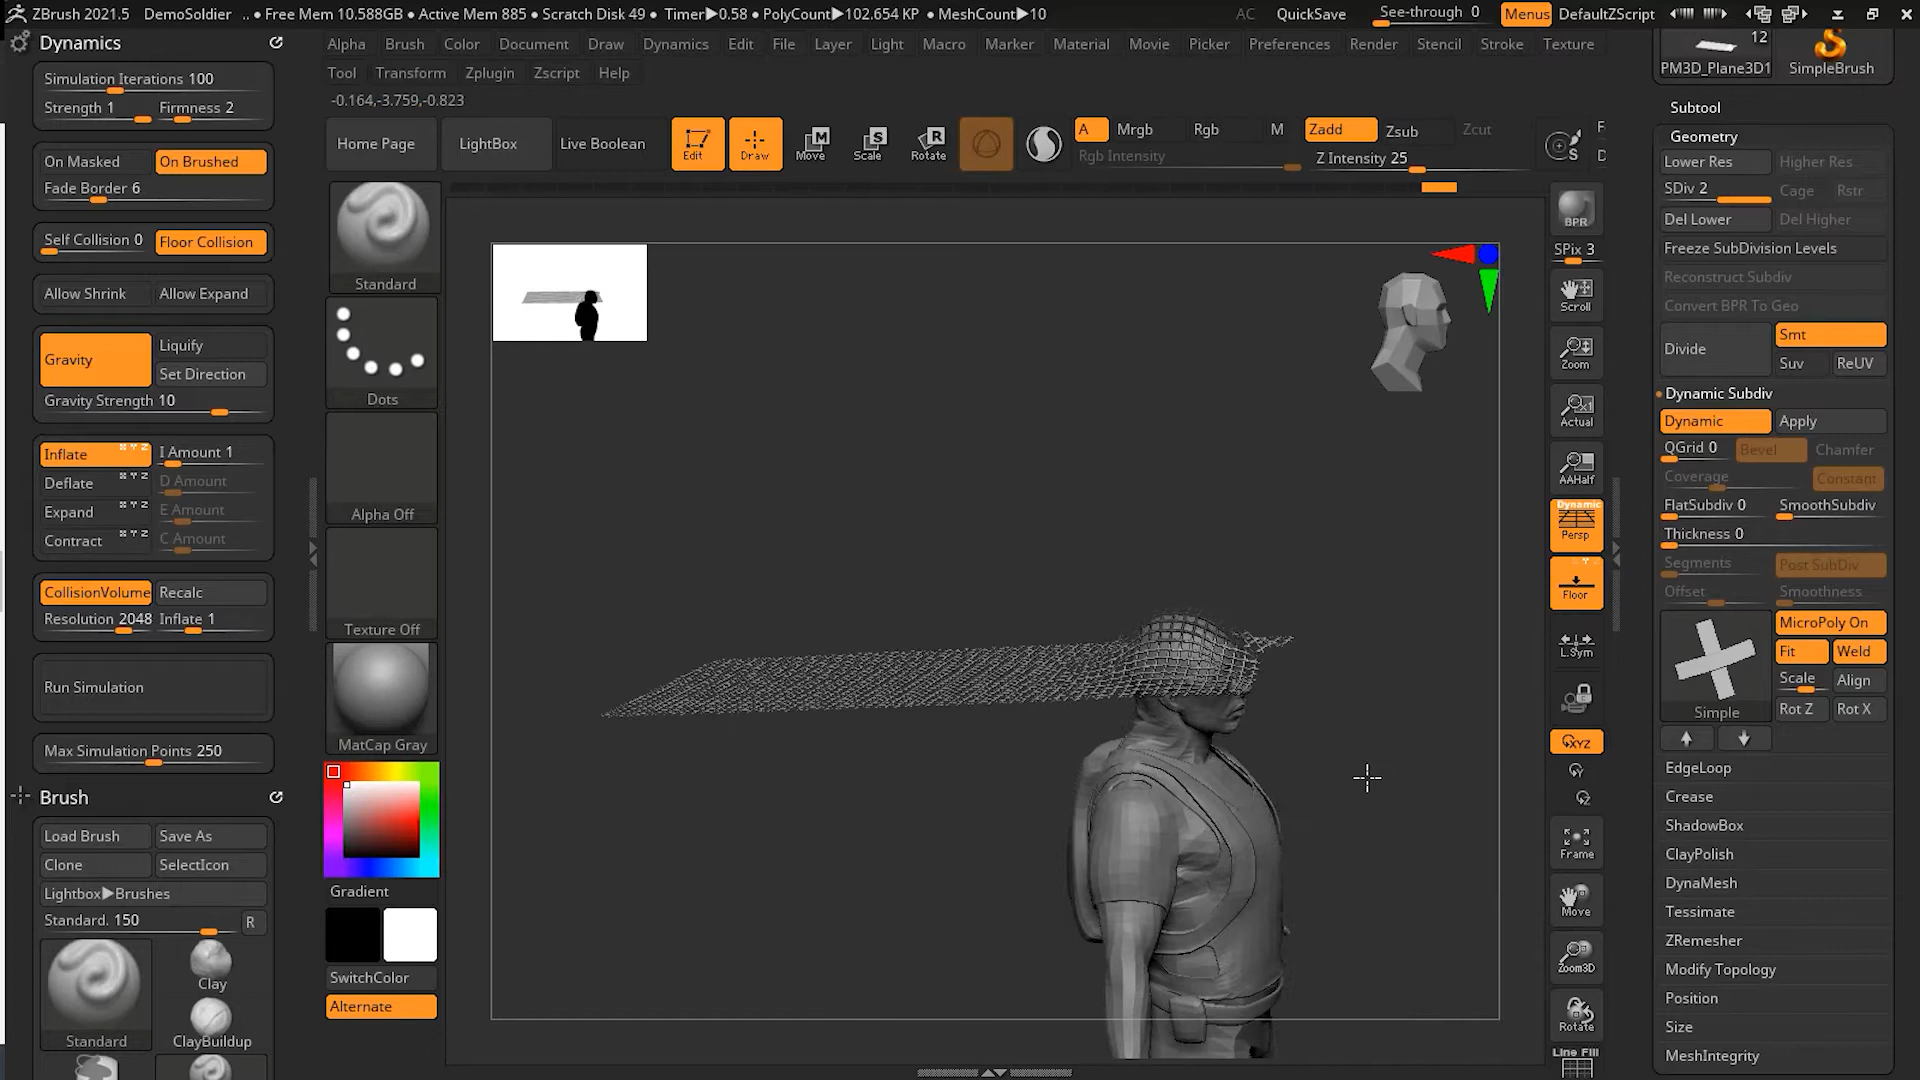 ZBrush 2021.5 DemoSoldier .. • Free Mem 10.588GB • Active Mem 885 • Scratch Disk 49 • Timer▶0.58 • PolyCount▶102.654 KP • MeshCount▶10 AC QuickSave See-through 0 Menus DefaultZScript
Alpha Brush Color Document Draw Dynamics Edit File Layer Light Macro Marker Material Movie Picker Preferences Render Stencil Stroke Texture
Tool Transform Zplugin Zscript Help
-0.164,-3.759,-0.823
Dynamics
Simulation Iterations 100
Strength 1 Firmness 2
On Masked On Brushed
Fade Border 6
Self Collision 0 Floor Collision
Allow Shrink Allow Expand
Gravity Liquify
Set Direction
Gravity Strength 10
Inflate X Y Z I Amount 1
Deflate X Y Z D Amount
Expand X Y Z E Amount
Contract X Y Z C Amount
CollisionVolume Recalc
Resolution 2048 Inflate 1
Run Simulation
Max Simulation Points 250
Brush
Load Brush Save As
Clone SelectIcon
Lightbox▶Brushes
Standard. 150 R
Clay
Standard ClayBuildup
Home Page LightBox Live Boolean
Edit Draw Move Scale Rotate
M S R
A Mrgb Rgb M
Rgb Intensity
Zadd Zsub Zcut
Z Intensity 25
S
F
D
Standard
Dots
Alpha Off
Texture Off
MatCap Gray
Gradient
SwitchColor
Alternate
BPR
SPix 3
Scroll
Zoom
x1
Actual
AAHalf
Dynamic
Persp
Floor
L.Sym
XYZ
Y
Z
Frame
Move
Zoom3D
Rotate
Line Fill
12
PM3D_Plane3D1 SimpleBrush
Subtool
Geometry
Lower Res Higher Res
SDiv 2 Cage Rstr
Del Lower Del Higher
Freeze SubDivision Levels
Reconstruct Subdiv
Convert BPR To Geo
Divide Smt
Suv ReUV
Dynamic Subdiv
Dynamic Apply
QGrid 0 Bevel Chamfer
Coverage Constant
FlatSubdiv 0 SmoothSubdiv
Thickness 0
Segments Post SubDiv
Offset Smoothness
MicroPoly On
Fit Weld
Scale Align
Simple Rot Z Rot X
EdgeLoop
Crease
ShadowBox
ClayPolish
DynaMesh
Tessimate
ZRemesher
Modify Topology
Position
Size
MeshIntegrity